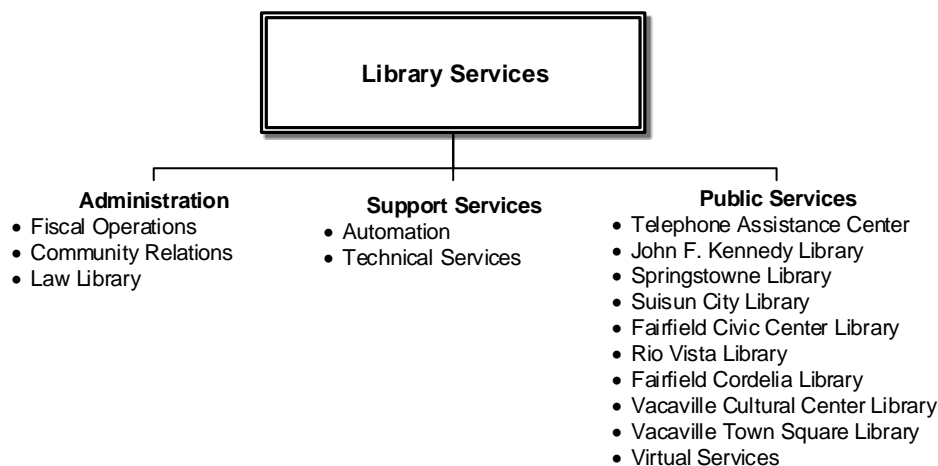 Library Services
Administration
• Fiscal Operations
• Community Relations
• Law Library
Support Services
• Automation
• Technical Services
Public Services
• Telephone Assistance Center
• John F. Kennedy Library
• Springstowne Library
• Suisun City Library
• Fairfield Civic Center Library
• Rio Vista Library
• Fairfield Cordelia Library
• Vacaville Cultural Center Library
• Vacaville Town Square Library
• Virtual Services